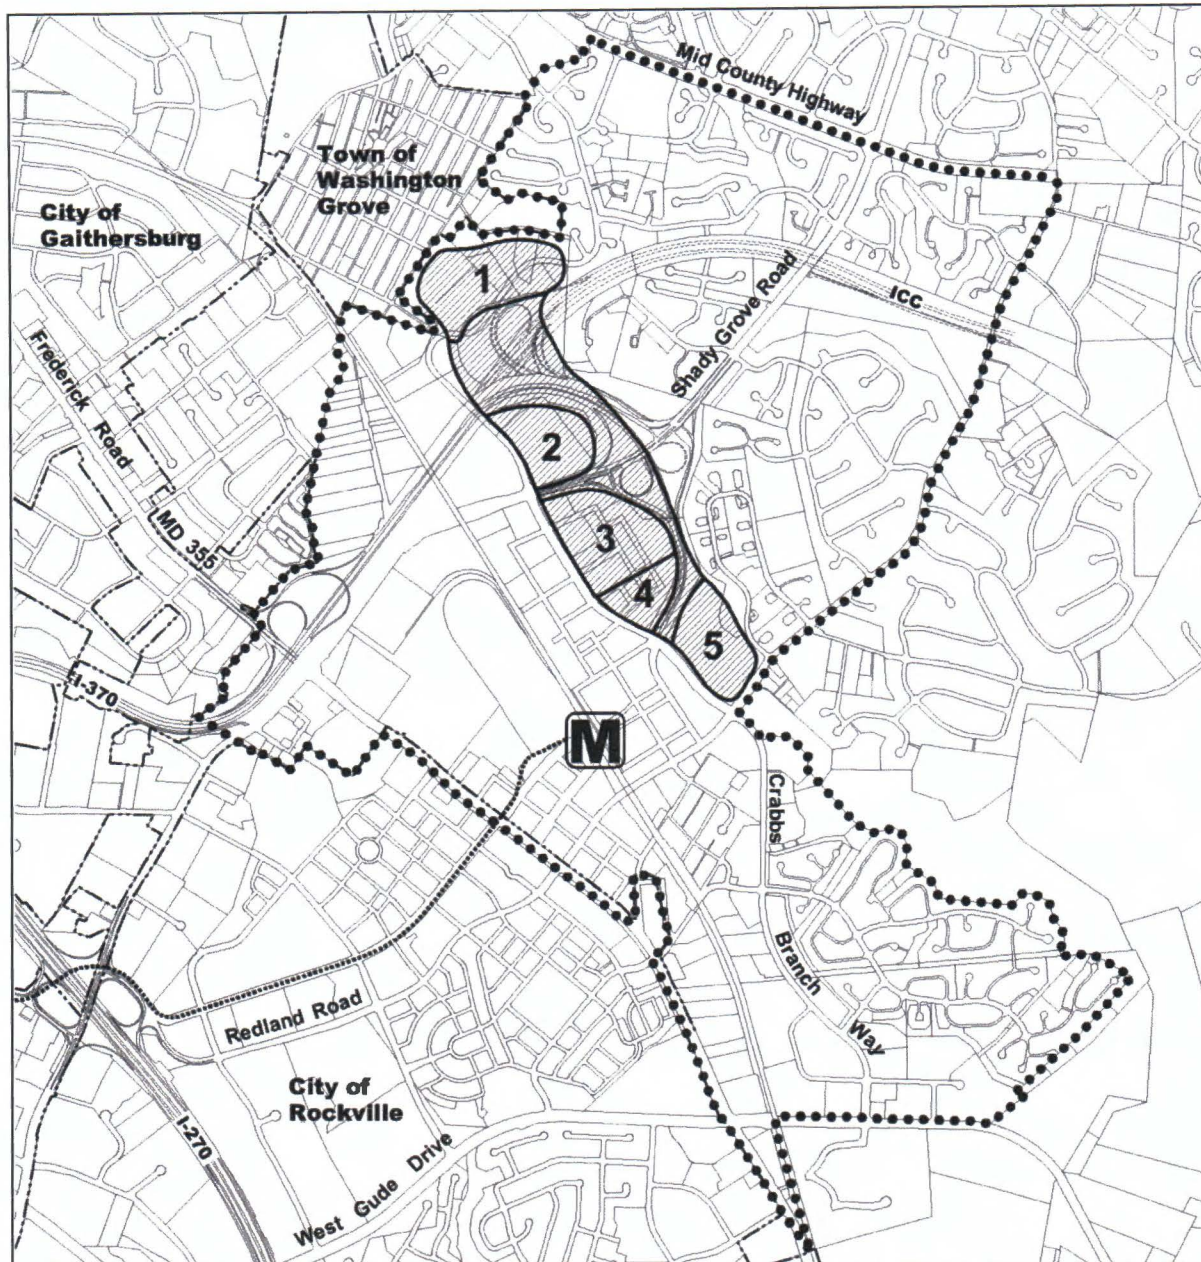 Mid County Highway
Town of
Washington
Grove
City of
Gaithersburg
1
ICC
Shady Grove Road
Frederick Road
2
MD 355
3
4
5
I-370
M
Crabbs Branch Way
Redland Road
City of
Rockville
I-270
West Gude Drive